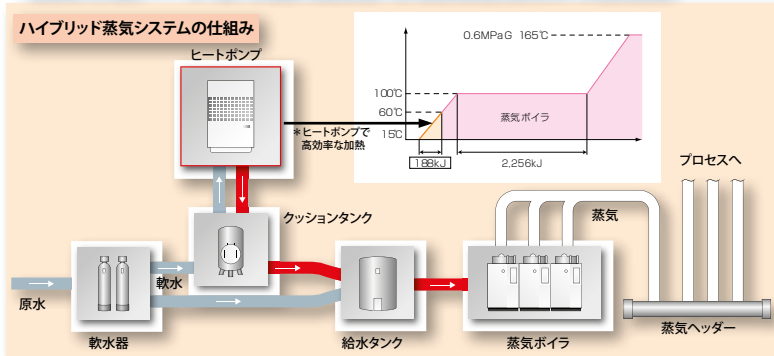 ハイブリッド蒸気システムの仕組み
ヒートポンプ
0.6MPaG 165℃
100℃
60℃
15℃
蒸気ボイラ
188kJ
2,256kJ
＊ヒートポンプで
高効率な加熱
プロセスへ
クッションタンク
蒸気
軟水
原水
軟水器
給水タンク
蒸気ボイラ
蒸気ヘッダー